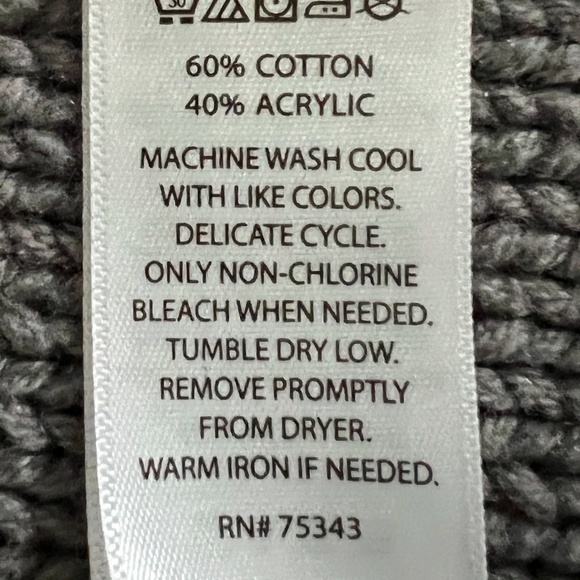 30
60% COTTON
40% ACRYLIC
MACHINE WASH COOL
WITH LIKE COLORS.
DELICATE CYCLE.
ONLY NON-CHLORINE
BLEACH WHEN NEEDED.
TUMBLE DRY LOW.
REMOVE PROMPTLY
FROM DRYER.
WARM IRON IF NEEDED.
RN# 75343